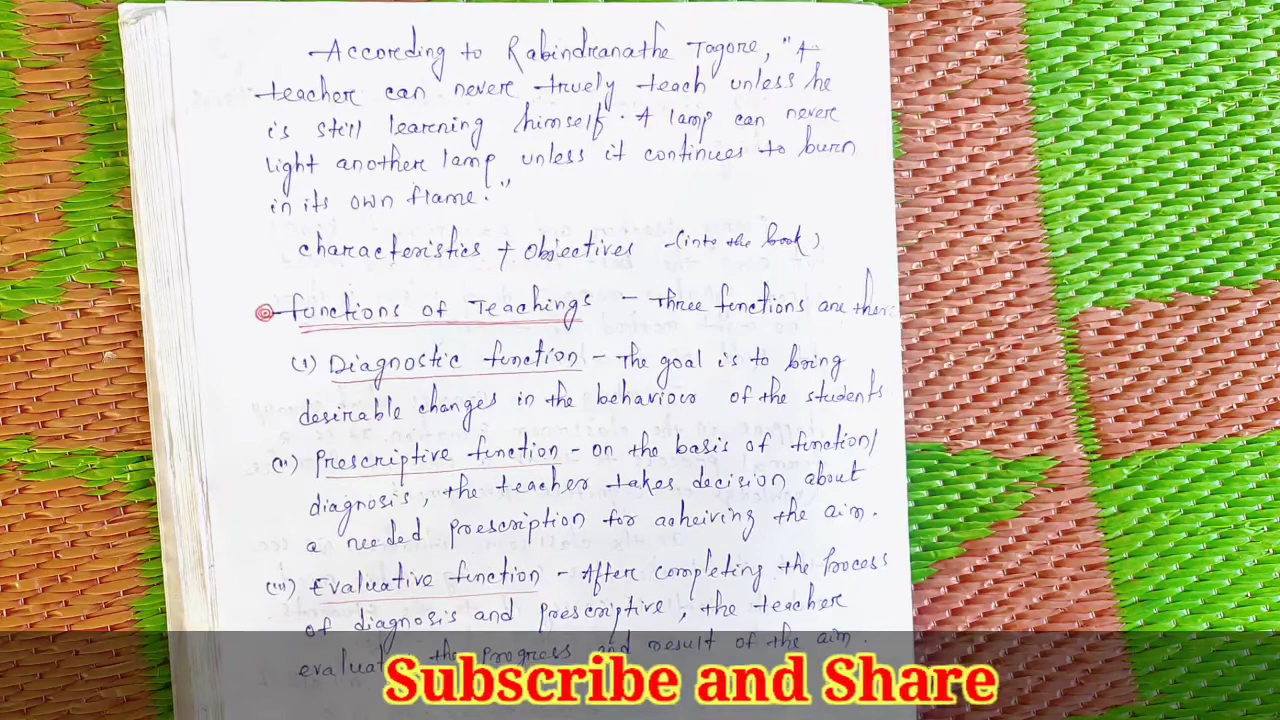 According to Rabindranathe Tagore, "A
teacher can never truely teach unless he
is still learning himself. A lamp can never
light another lamp unless it continues to burn
in its own flame."
characteristics + Objectives - (into the book)
functions of Teachings - Three functions are there
(i) Diagnostic function - The goal is to bring
desirable changes in the behaviour of the students
(ii) Prescriptive function - on the basis of function/
diagnosis, the teacher takes decision about
a needed prescription for acheiving the aim.
(iii) Evaluative function - After completing the Process
of diagnosis and prescriptive, the teacher
evaluates the progress and result of the aim.
Subscribe and Share